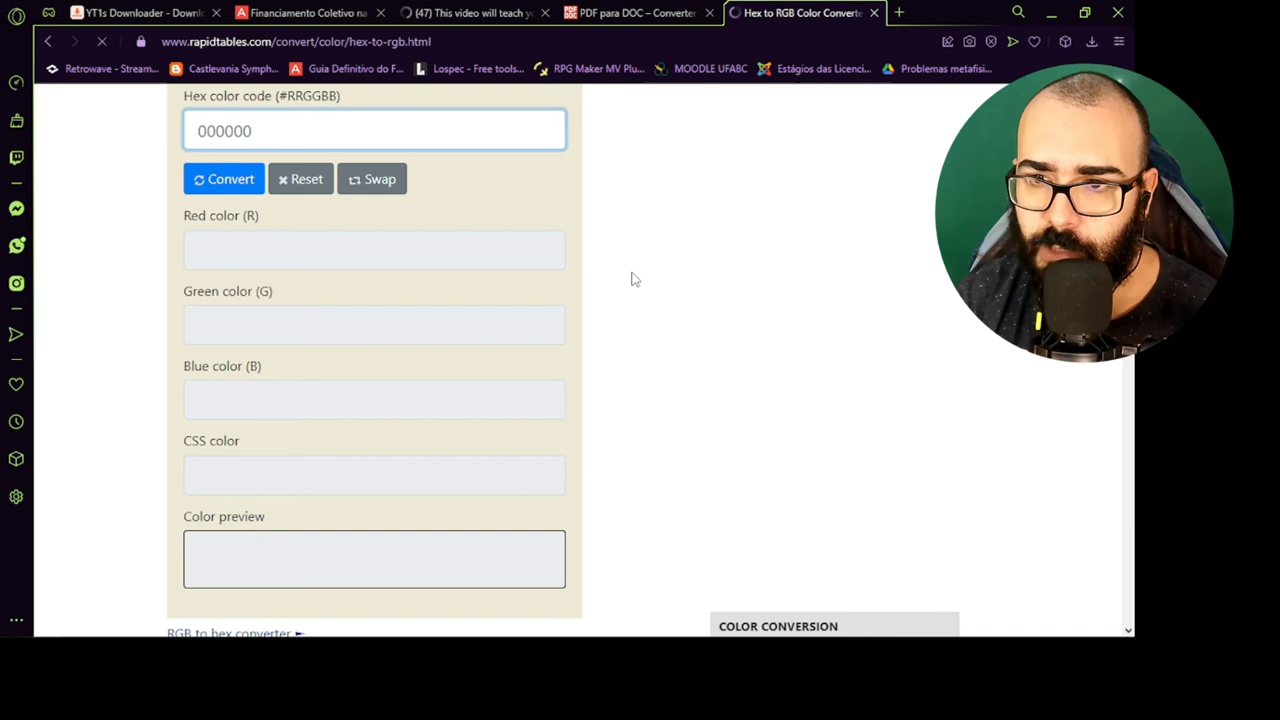 YT1s Downloader - Downl
Financiamento Coletivo na
(47) This video will teach yo
PDF para DOC – Converter
Hex to RGB Color Converte
www.rapidtables.com/convert/color/hex-to-rgb.html
Retrowave - Stream...
Castlevania Symph...
Guia Definitivo do F...
Lospec - Free tools...
RPG Maker MV Plu...
MOODLE UFABC
Estágios das Licenci...
Problemas metafisi...
Hex color code (#RRGGBB)
000000
Convert
Reset
Swap
Red color (R)
Green color (G)
Blue color (B)
CSS color
Color preview
RGB to hex converter ►
COLOR CONVERSION